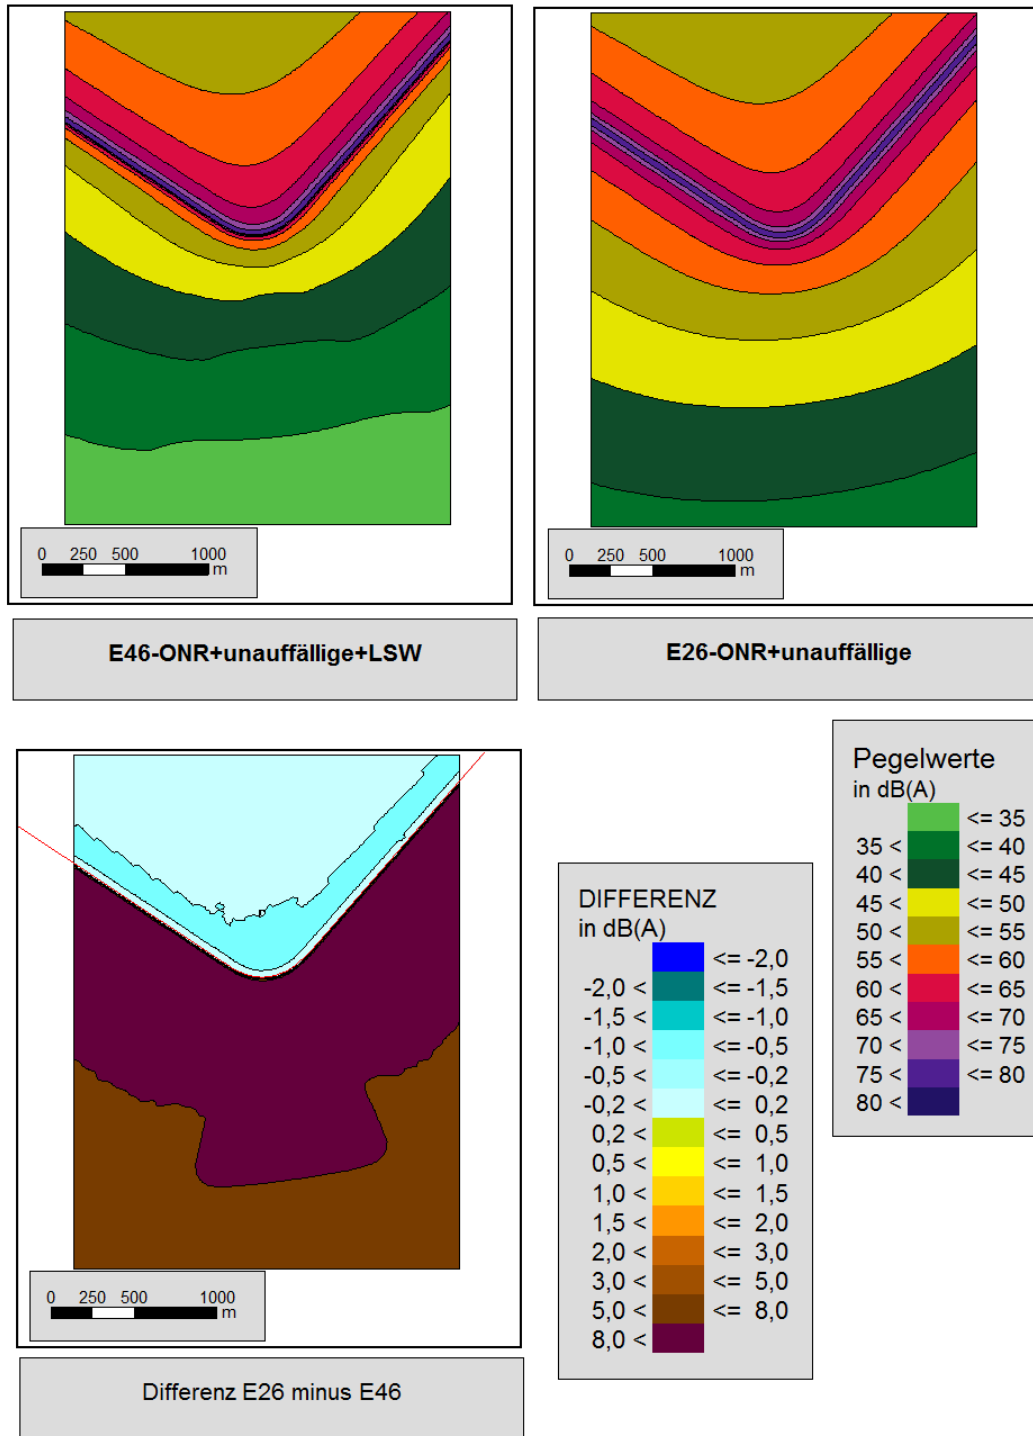 0 250 500 1000
m
0 250 500 1000
m
E46-ONR+unauffällige+LSW
E26-ONR+unauffällige
Pegelwerte
in dB(A)
<= 35
35 < <= 40
40 < <= 45
45 < <= 50
50 < <= 55
55 < <= 60
60 < <= 65
65 < <= 70
70 < <= 75
75 < <= 80
80 <
DIFFERENZ
in dB(A)
<= -2,0
-2,0 < <= -1,5
-1,5 < <= -1,0
-1,0 < <= -0,5
-0,5 < <= -0,2
-0,2 < <= 0,2
0,2 < <= 0,5
0,5 < <= 1,0
1,0 < <= 1,5
1,5 < <= 2,0
2,0 < <= 3,0
3,0 < <= 5,0
5,0 < <= 8,0
8,0 <
0 250 500 1000
m
Differenz E26 minus E46